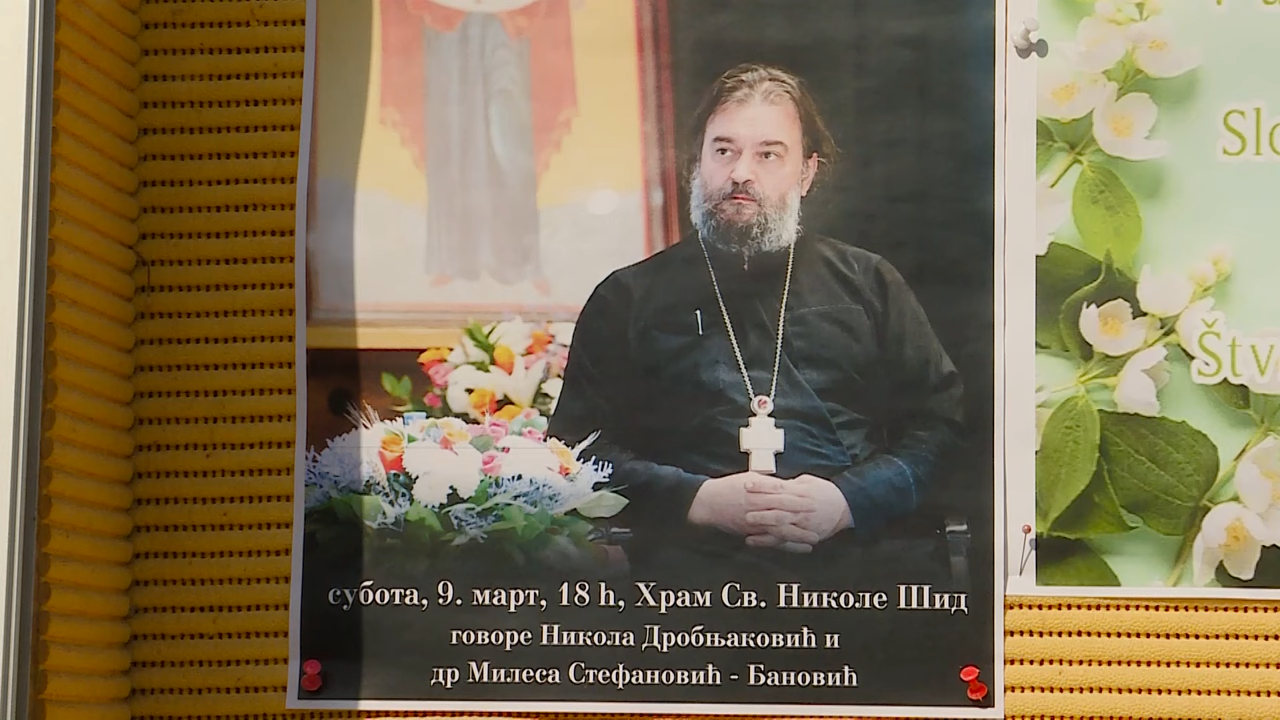 субота, 9. март, 18 h, Храм Св. Николе Шид
говоре Никола Дробњаковић и
др Милеса Стефановић - Бановић